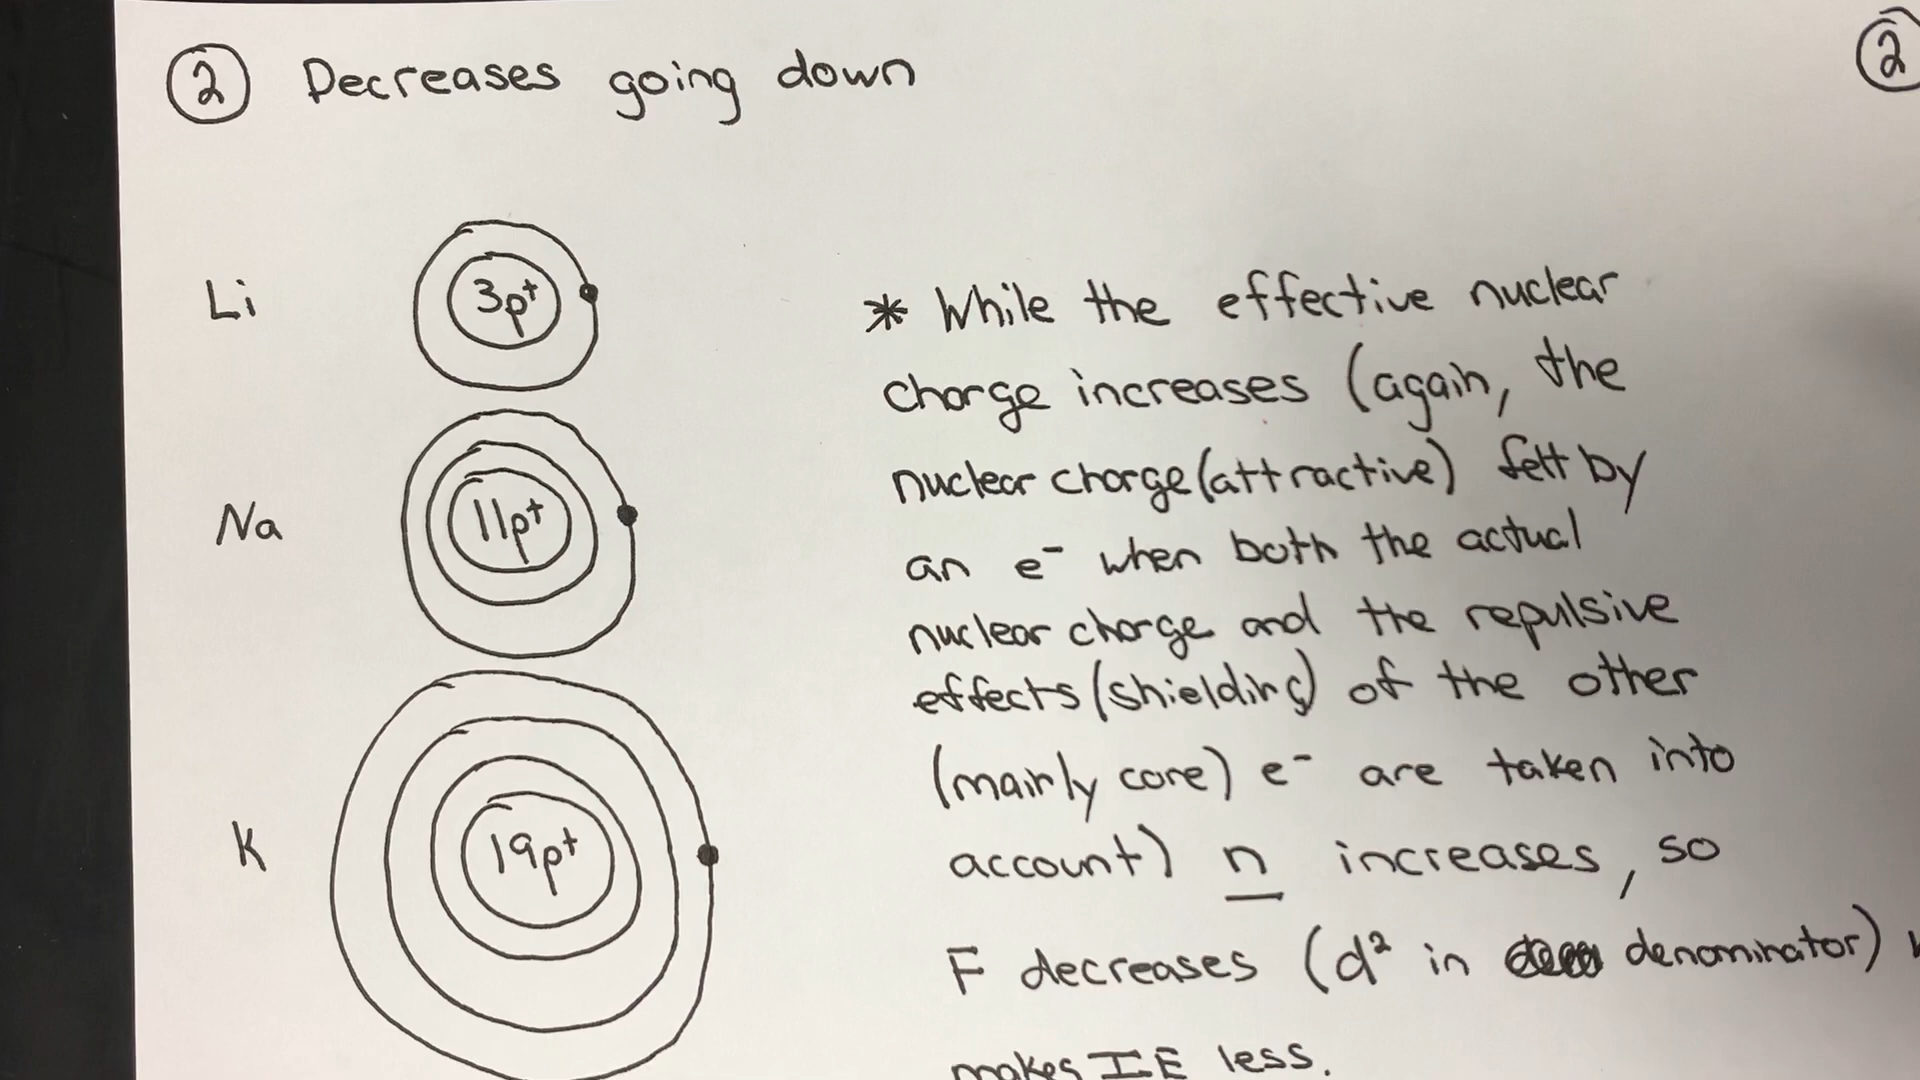 ② Decreases going down
②
Li
3p⁺
Na
11p⁺
K
19p⁺
* While the effective nuclear
charge increases (again, the
nuclear charge (attractive) felt by
an e⁻ when both the actual
nuclear charge and the repulsive
effects (shielding) of the other
(mainly core) e⁻ are taken into
account) n increases, so
F decreases (d² in denominator)
makes IE less.